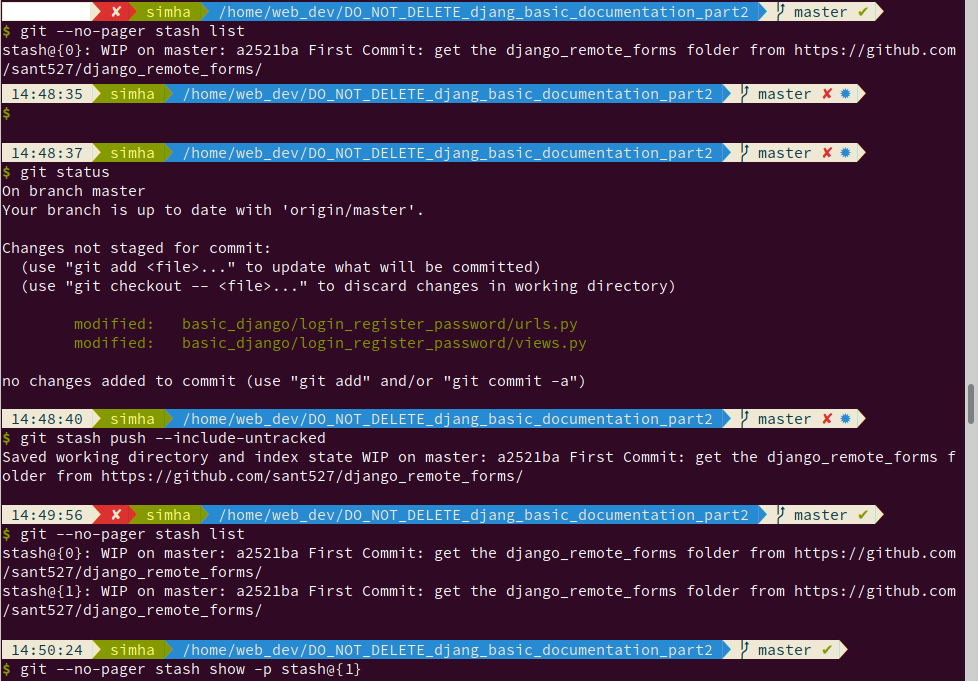 ✘ simha /home/web_dev/DO_NOT_DELETE_djang_basic_documentation_part2 master ✔
$ git --no-pager stash list
stash@{0}: WIP on master: a2521ba First Commit: get the django_remote_forms folder from https://github.com
/sant527/django_remote_forms/
14:48:35 simha /home/web_dev/DO_NOT_DELETE_djang_basic_documentation_part2 master ✘ ✹
$
14:48:37 simha /home/web_dev/DO_NOT_DELETE_djang_basic_documentation_part2 master ✘ ✹
$ git status
On branch master
Your branch is up to date with 'origin/master'.
Changes not staged for commit:
(use "git add <file>..." to update what will be committed)
(use "git checkout -- <file>..." to discard changes in working directory)
modified: basic_django/login_register_password/urls.py
modified: basic_django/login_register_password/views.py
no changes added to commit (use "git add" and/or "git commit -a")
14:48:40 simha /home/web_dev/DO_NOT_DELETE_djang_basic_documentation_part2 master ✘ ✹
$ git stash push --include-untracked
Saved working directory and index state WIP on master: a2521ba First Commit: get the django_remote_forms f
older from https://github.com/sant527/django_remote_forms/
14:49:56 ✘ simha /home/web_dev/DO_NOT_DELETE_djang_basic_documentation_part2 master ✔
$ git --no-pager stash list
stash@{0}: WIP on master: a2521ba First Commit: get the django_remote_forms folder from https://github.com
/sant527/django_remote_forms/
stash@{1}: WIP on master: a2521ba First Commit: get the django_remote_forms folder from https://github.com
/sant527/django_remote_forms/
14:50:24 simha /home/web_dev/DO_NOT_DELETE_djang_basic_documentation_part2 master ✔
$ git --no-pager stash show -p stash@{1}